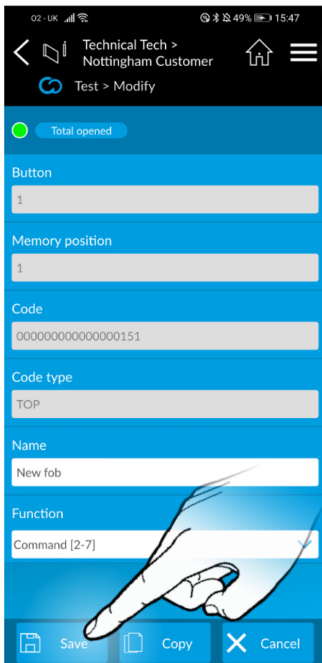 02-UK 49% 15:47
Technical Tech >
Nottingham Customer
Test > Modify
Total opened
Button
1
Memory position
1
Code
000000000000000151
Code type
TOP
Name
New fob
Function
Command [2-7]
Save Copy Cancel